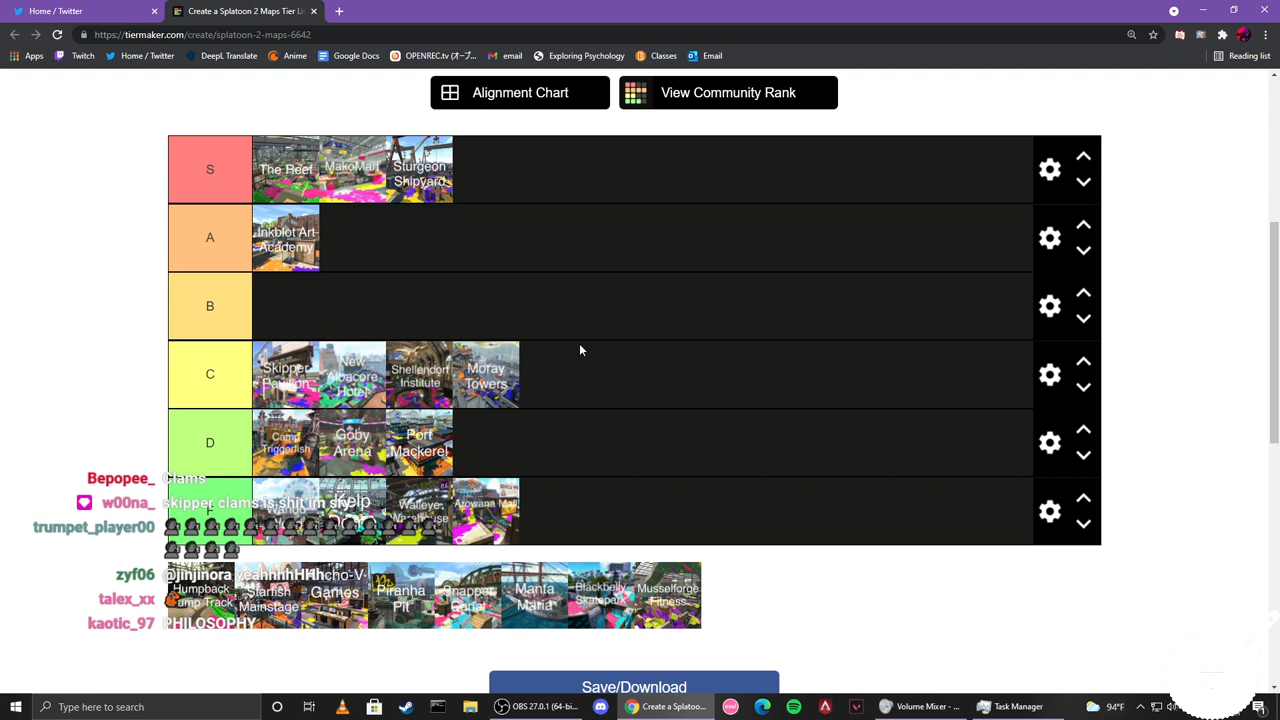 Home / Twitter
Create a Splatoon 2 Maps Tier Li
https://tiermaker.com/create/splatoon-2-maps-6642
Apps
Twitch
Home / Twitter
DeepL Translate
Anime
Google Docs
OPENREC.tv (オープ...
email
Exploring Psychology
Classes
Email
Reading list
Alignment Chart
View Community Rank
S
The Reef
MakoMart
Sturgeon
Shipyard
A
Inkblot Art
Academy
B
C
Skipper
Pavilion
New
Albacore
Hotel
Shellendorf
Institute
Moray
Towers
D
Camp
Triggerfish
Goby
Arena
Port
Mackerel
Kelp
Walleye
Warehouse
Arowana Mall
Bepopee_ Clams
w00na_ skipper clams is shit im sry
trumpet_player00
zyf06 @jinjinora yeahhhHHh
talex_xx
kaotic_97 PHILOSOPHY
Humpback
Pump Track
Starfish
Mainstage
Ancho-V
Games
Piranha
Pit
Snapper
Canal
Manta
Maria
Blackbelly
Skatepark
Musselforge
Fitness
Save/Download
Type here to search
OBS 27.0.1 (64-bi...
Create a Splatoo...
osu!
Volume Mixer - ...
Task Manager
94°F